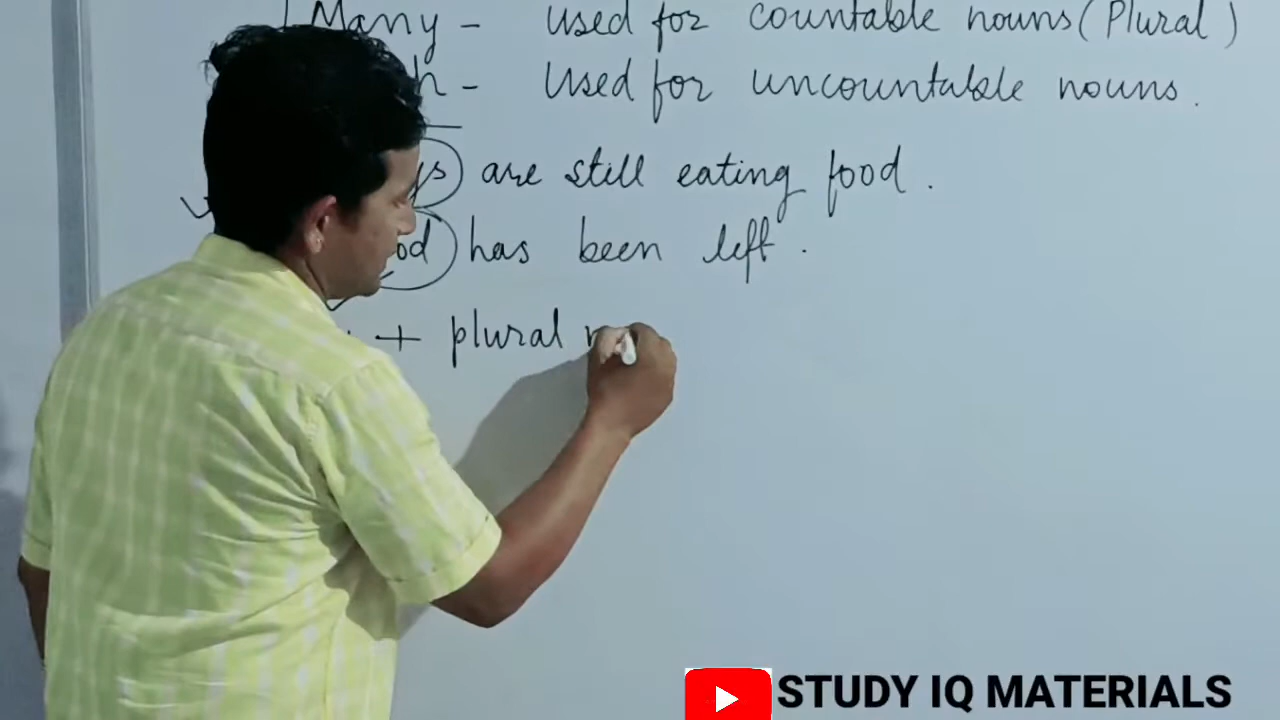 Many - used for countable nouns (Plural)
- used for uncountable nouns.
are still eating food.
has been left.
+ plural
STUDY IQ MATERIALS